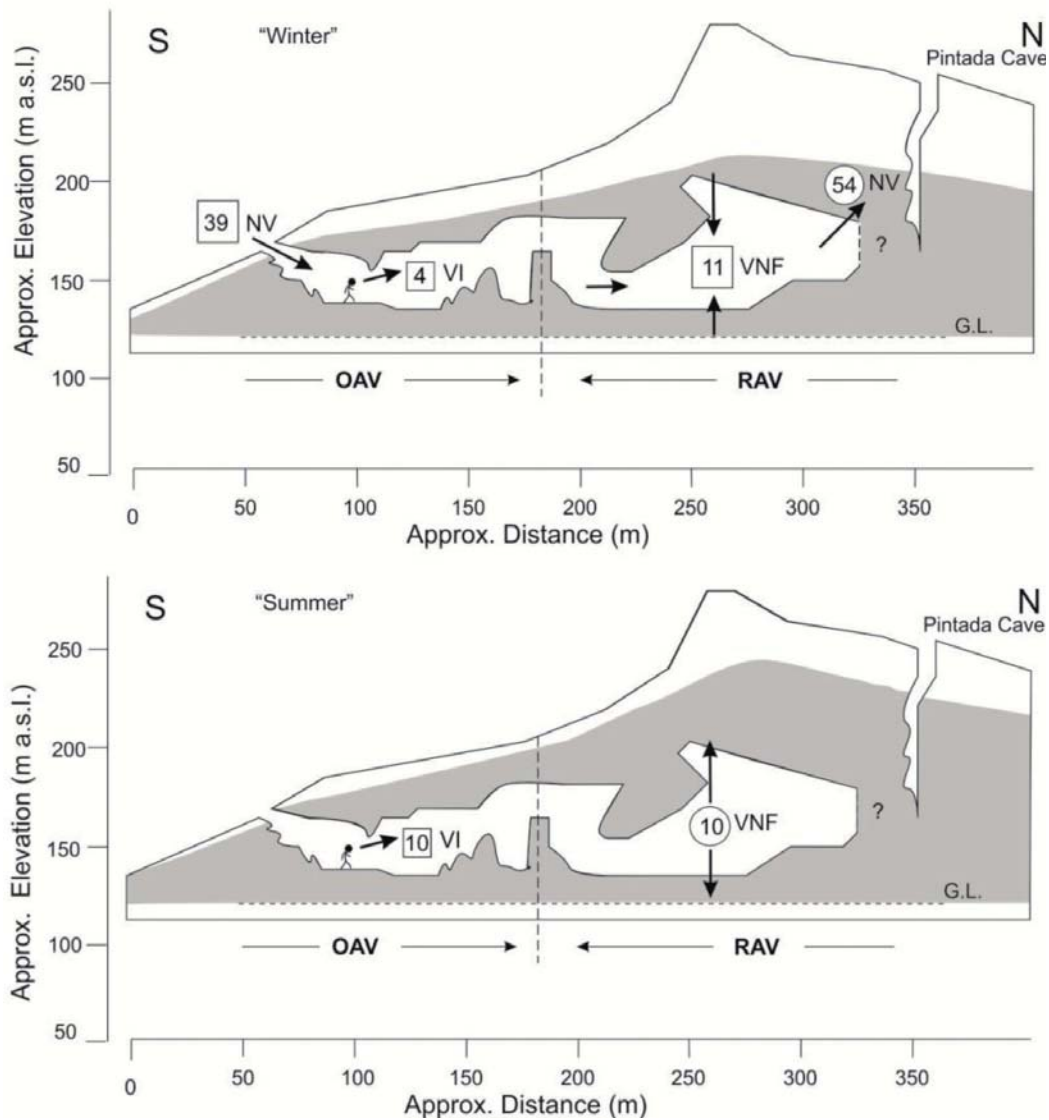 S "Winter" N
Pintada Cave
Approx. Elevation (m a.s.l.)
250
200
150
100
50
39 NV
54 NV
4 VI
11 VNF
?
G.L.
OAV RAV
0 50 100 150 200 250 300 350
Approx. Distance (m)
S "Summer" N
Pintada Cave
Approx. Elevation (m a.s.l.)
250
200
150
100
50
10 VI
10 VNF
?
G.L.
OAV RAV
0 50 100 150 200 250 300 350
Approx. Distance (m)